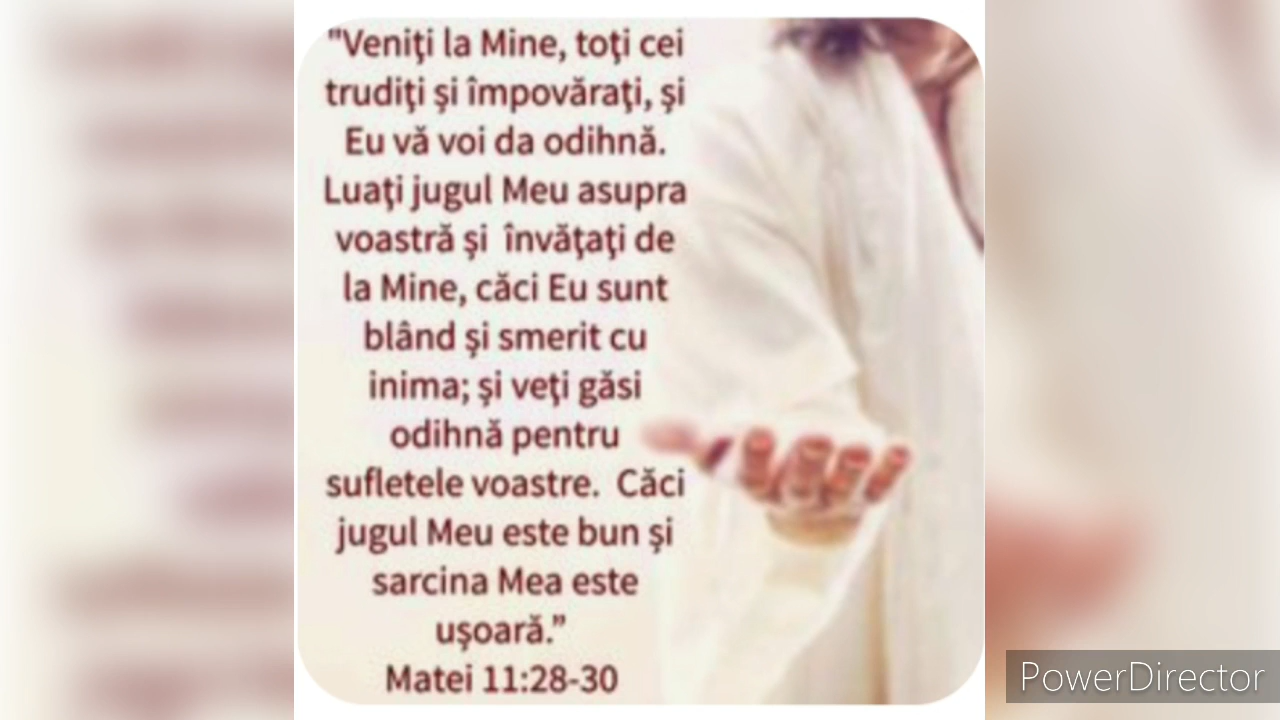 "Veniţi la Mine, toţi cei
trudiţi şi împovăraţi, şi
Eu vă voi da odihnă.
Luaţi jugul Meu asupra
voastră şi  învăţaţi de
la Mine, căci Eu sunt
blând şi smerit cu
inima; şi veţi găsi
odihnă pentru
sufletele voastre.  Căci
jugul Meu este bun şi
sarcina Mea este
uşoară.”
Matei 11:28-30
PowerDirector